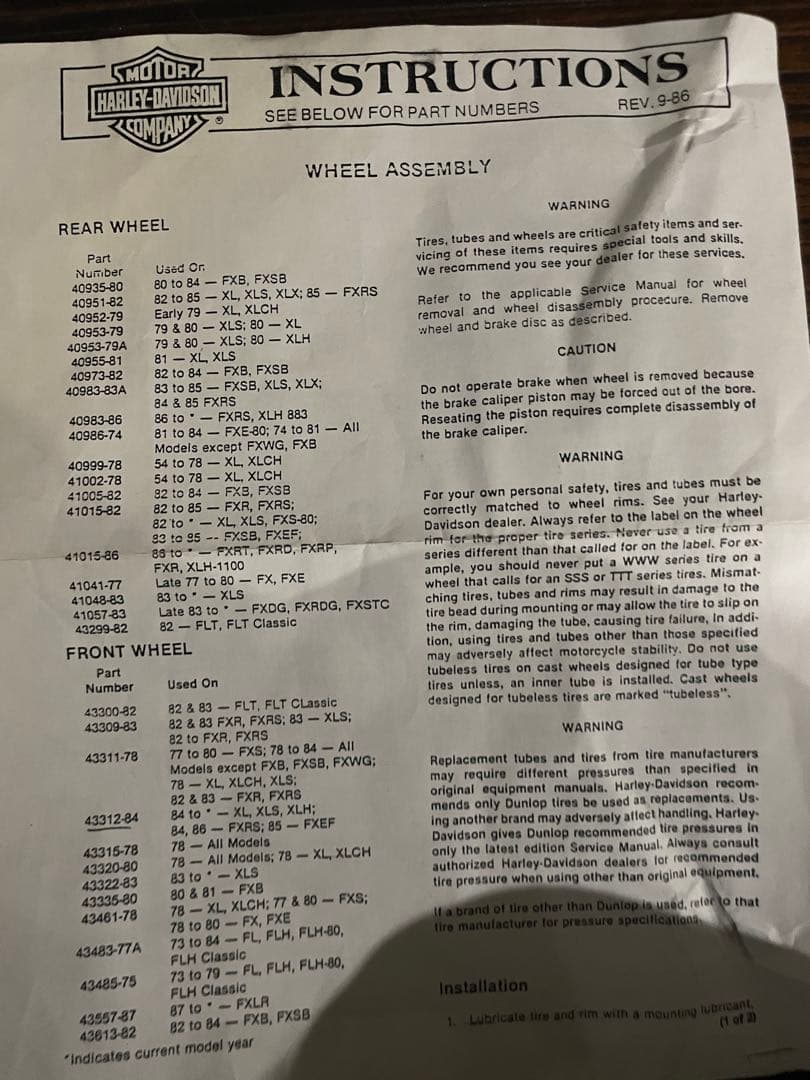 MOTOR
HARLEY-DAVIDSON
COMPANY
®
INSTRUCTIONS
SEE BELOW FOR PART NUMBERS
REV. 9-86
WHEEL ASSEMBLY
REAR WHEEL
Part
Number Used On
40935-80 80 to 84 — FXB, FXSB
40951-82 82 to 85 — XL, XLS, XLX; 85 — FXRS
40952-79 Early 79 — XL, XLCH
40953-79 79 & 80 — XLS; 80 — XL
40953-79A 79 & 80 — XLS; 80 — XLH
40955-81 81 — XL, XLS
40973-82 82 to 84 — FXB, FXSB
40983-83A 83 to 85 — FXSB, XLS, XLX;
84 & 85 FXRS
40983-86 86 to * — FXRS, XLH 883
40986-74 81 to 84 — FXE-80; 74 to 81 — All
Models except FXWG, FXB
40999-78 54 to 78 — XL, XLCH
41002-78 54 to 78 — XL, XLCH
41005-82 82 to 84 — FXB, FXSB
41015-82 82 to 85 — FXR, FXRS;
82 to * — XL, XLS, FXS-80;
83 to 85 -- FXSB, FXEF;
41015-86 86 to * — FXRT, FXRD, FXRP,
FXR, XLH-1100
41041-77 Late 77 to 80 — FX, FXE
41048-83 83 to * — XLS
41057-83 Late 83 to * — FXDG, FXRDG, FXSTC
43299-82 82 — FLT, FLT Classic
FRONT WHEEL
Part
Number Used On
43300-82 82 & 83 — FLT, FLT CLassic
43309-83 82 & 83 FXR, FXRS; 83 — XLS;
82 to FXR, FXRS
43311-78 77 to 80 — FXS; 78 to 84 — All
Models except FXB, FXSB, FXWG;
78 — XL, XLCH, XLS;
82 & 83 — FXR, FXRS
43312-84 84 to * — XL, XLS, XLH;
84, 86 — FXRS; 85 — FXEF
43315-78 78 — All Models
43320-80 78 — All Models; 78 — XL, XLCH
43322-83 83 to * — XLS
43335-80 80 & 81 — FXB
43461-78 78 — XL, XLCH; 77 & 80 — FXS;
78 to 80 — FX, FXE
43483-77A 73 to 84 — FL, FLH, FLH-80,
FLH Classic
43485-75 73 to 79 — FL, FLH, FLH-80,
FLH Classic
43557-87 87 to * — FXLR
43613-82 82 to 84 — FXB, FXSB
*Indicates current model year
WARNING
Tires, tubes and wheels are critical safety items and ser-
vicing of these items requires special tools and skills.
We recommend you see your dealer for these services.
Refer to the applicable Service Manual for wheel
removal and wheel disassembly procedure. Remove
wheel and brake disc as described.
CAUTION
Do not operate brake when wheel is removed because
the brake caliper piston may be forced out of the bore.
Reseating the piston requires complete disassembly of
the brake caliper.
WARNING
For your own personal safety, tires and tubes must be
correctly matched to wheel rims. See your Harley-
Davidson dealer. Always refer to the label on the wheel
rim for the proper tire series. Never use a tire from a
series different than that called for on the label. For ex-
ample, you should never put a WWW series tire on a
wheel that calls for an SSS or TTT series tires. Mismat-
ching tires, tubes and rims may result in damage to the
tire bead during mounting or may allow the tire to slip on
the rim, damaging the tube, causing tire failure, In addi-
tion, using tires and tubes other than those specified
may adversely affect motorcycle stability. Do not use
tubeless tires on cast wheels designed for tube type
tires unless, an inner tube is installed. Cast wheels
designed for tubeless tires are marked "tubeless".
WARNING
Replacement tubes and tires from tire manufacturers
may require different pressures than specified in
original equipment manuals. Harley-Davidson recom-
mends only Dunlop tires be used as replacements. Us-
ing another brand may adversely affect handling. Harley-
Davidson gives Dunlop recommended tire pressures in
only the latest edition Service Manual. Always consult
authorized Harley-Davidson dealers for recommended
tire pressure when using other than original equipment.
If a brand of tire other than Dunlop is used, refer to that
tire manufacturer for pressure specifications.
Installation
1. Lubricate tire and rim with a mounting lubricant,
(1 of 2)